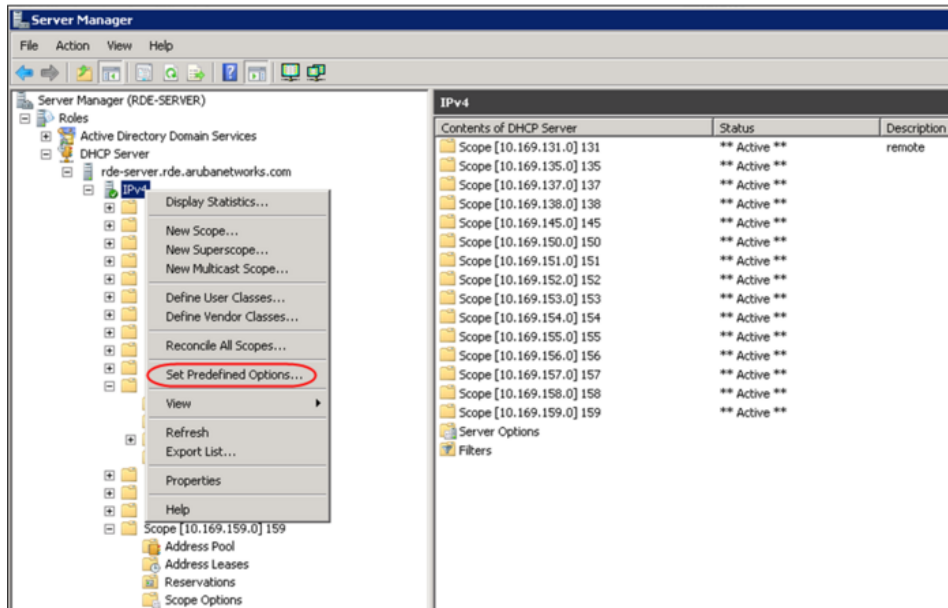 Server Manager
File Action View Help
Server Manager (RDE-SERVER)
Roles
Active Directory Domain Services
DHCP Server
rde-server.rde.arubanetworks.com
IPv4
Display Statistics...
New Scope...
New Superscope...
New Multicast Scope...
Define User Classes...
Define Vendor Classes...
Reconcile All Scopes...
Set Predefined Options...
View
Refresh
Export List...
Properties
Help
Scope [10.169.159.0] 159
Address Pool
Address Leases
Reservations
Scope Options
IPv4
Contents of DHCP Server Status Description
Scope [10.169.131.0] 131 ** Active ** remote
Scope [10.169.135.0] 135 ** Active **
Scope [10.169.137.0] 137 ** Active **
Scope [10.169.138.0] 138 ** Active **
Scope [10.169.145.0] 145 ** Active **
Scope [10.169.150.0] 150 ** Active **
Scope [10.169.151.0] 151 ** Active **
Scope [10.169.152.0] 152 ** Active **
Scope [10.169.153.0] 153 ** Active **
Scope [10.169.154.0] 154 ** Active **
Scope [10.169.155.0] 155 ** Active **
Scope [10.169.156.0] 156 ** Active **
Scope [10.169.157.0] 157 ** Active **
Scope [10.169.158.0] 158 ** Active **
Scope [10.169.159.0] 159 ** Active **
Server Options
Filters